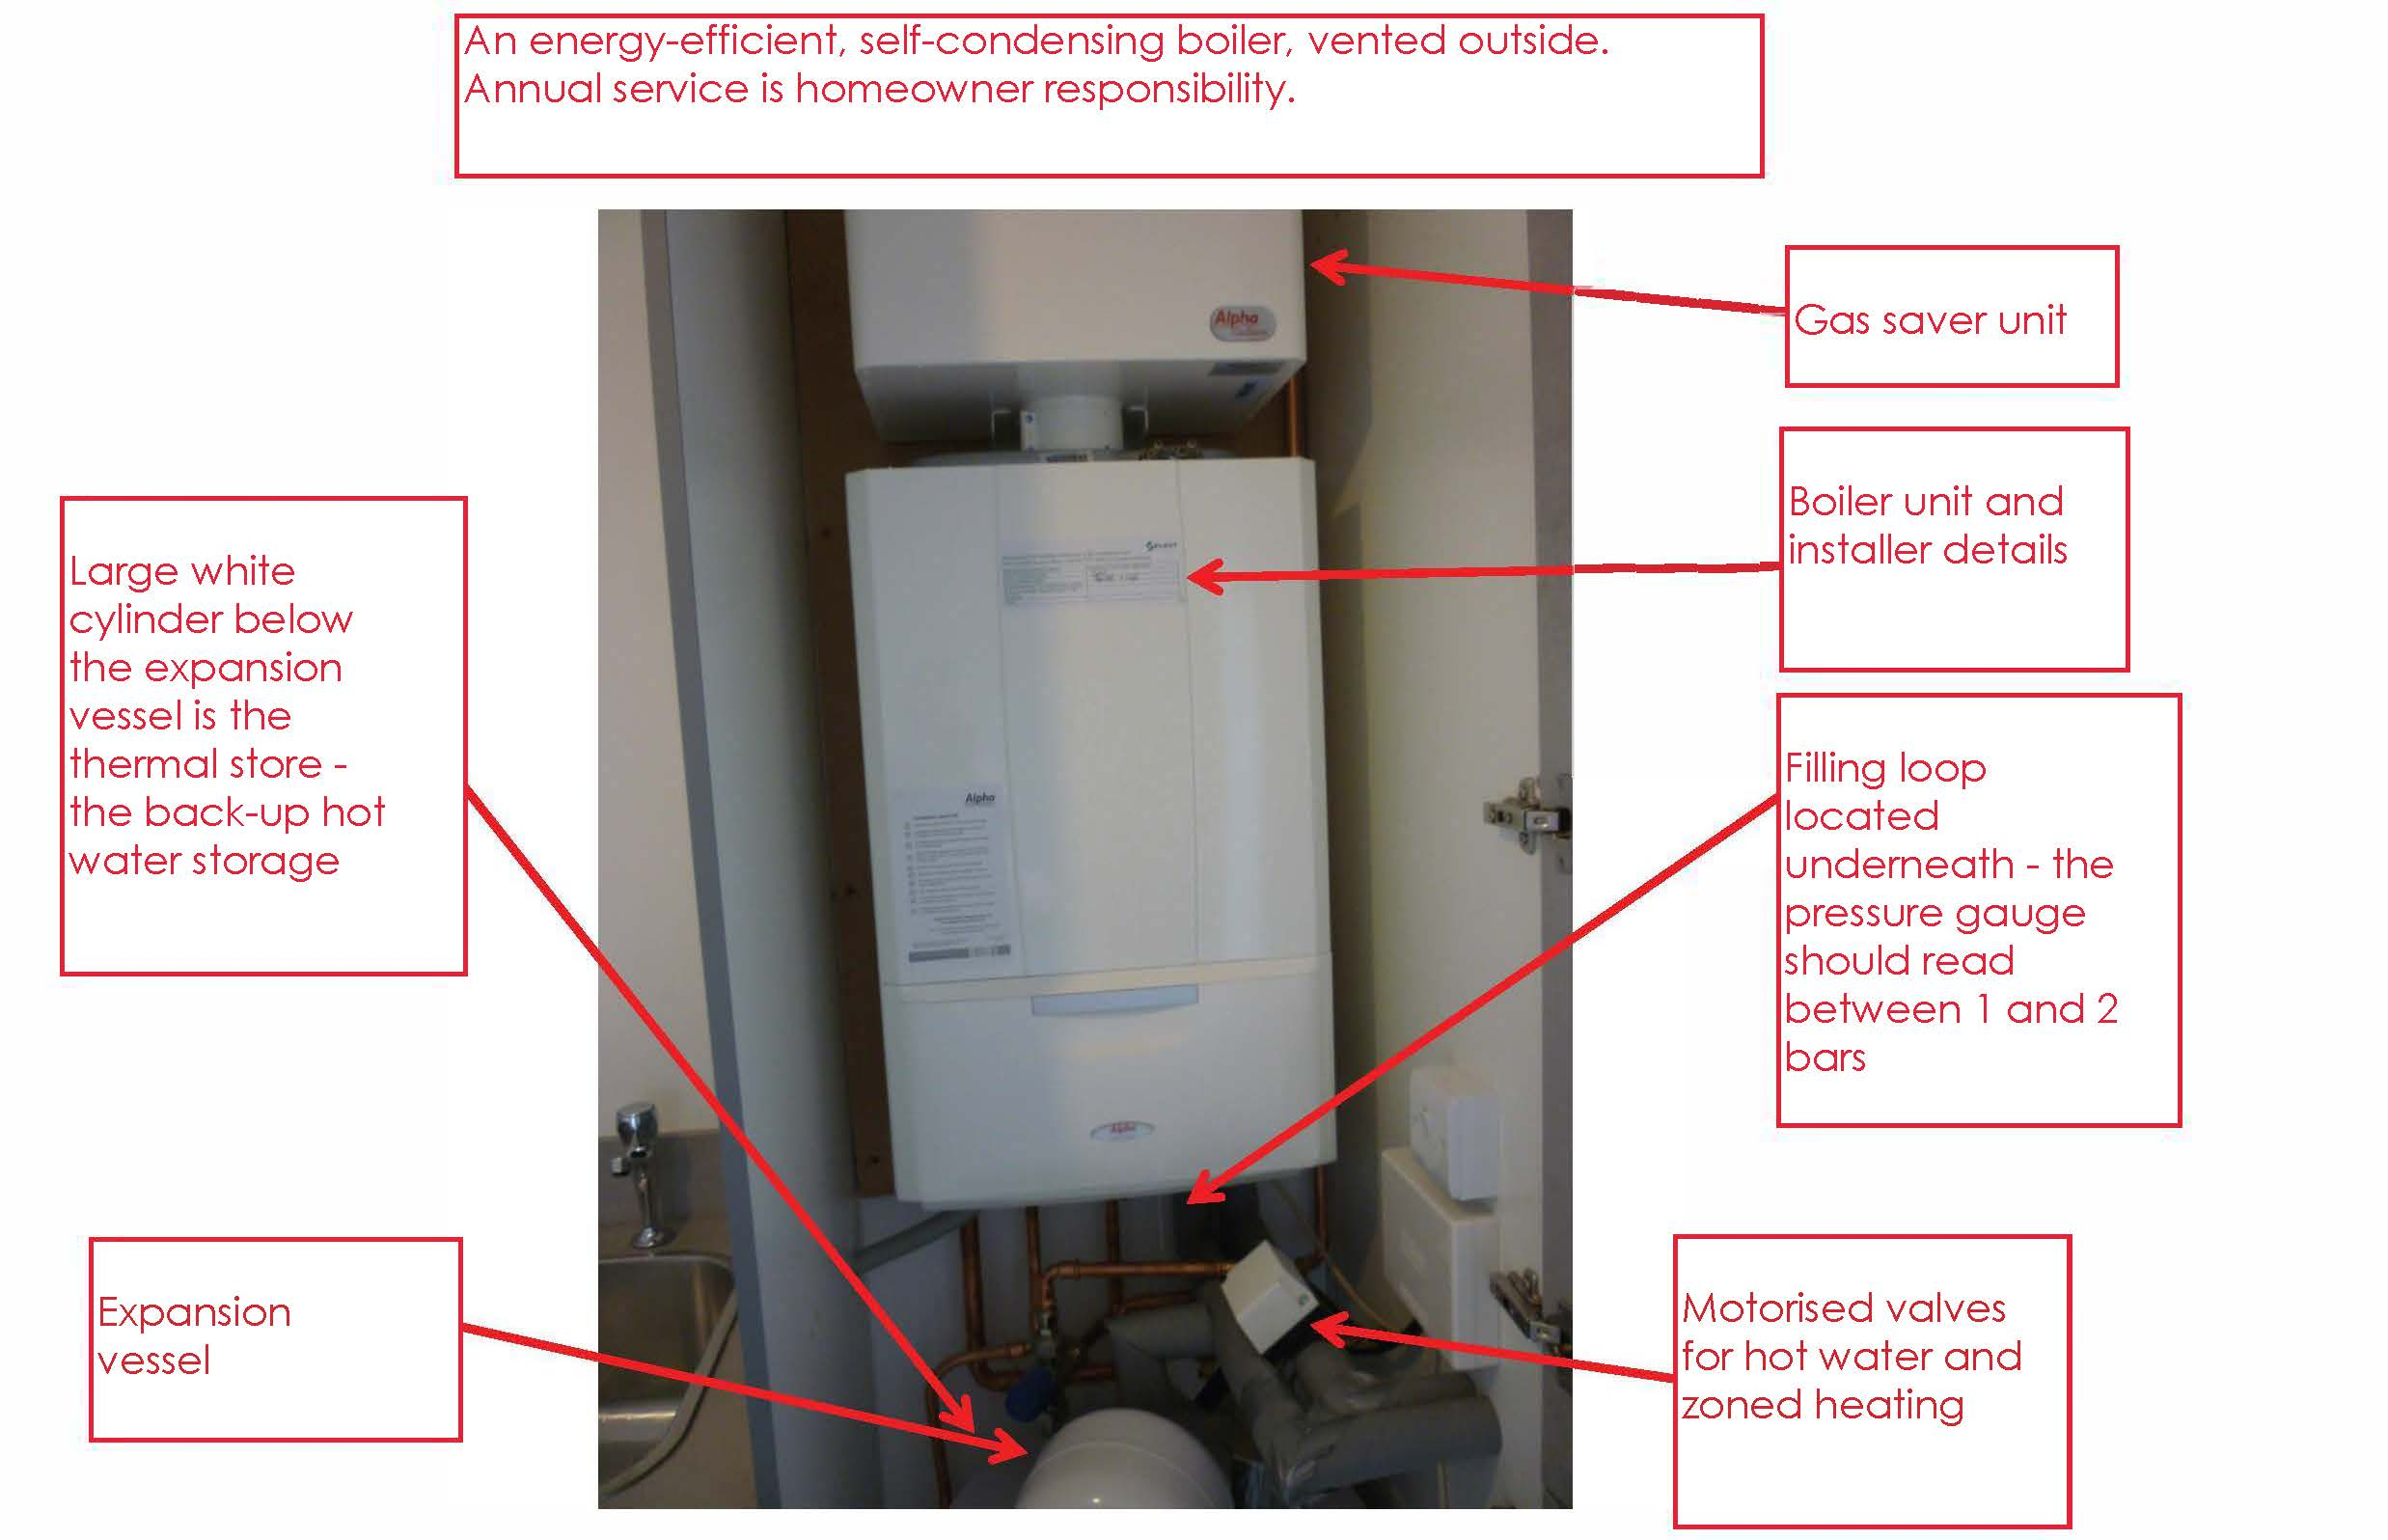 An energy-efficient, self-condensing boiler, vented outside.
Annual service is homeowner responsibility.
Gas saver unit
Alpha
Boiler unit and
installer details
Large white
cylinder below
the expansion
vessel is the
thermal store -
the back-up hot
water storage
Filling loop
located
underneath - the
pressure gauge
should read
between 1 and 2
bars
Alpha
Alpha
Expansion
vessel
Motorised valves
for hot water and
zoned heating